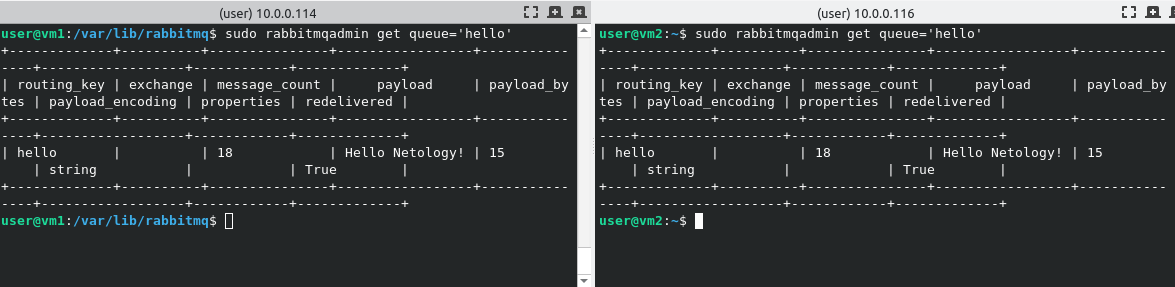 (user) 10.0.0.114
user@vm1:/var/lib/rabbitmq$ sudo rabbitmqadmin get queue='hello'
+-------------+----------+---------------+-----------------+-----------
----+------------------+------------+-------------+
| routing_key | exchange | message_count |     payload     | payload_by
tes | payload_encoding | properties | redelivered |
+-------------+----------+---------------+-----------------+-----------
----+------------------+------------+-------------+
| hello       |          | 18            | Hello Netology! | 15
    | string           |            | True        |
+-------------+----------+---------------+-----------------+-----------
----+------------------+------------+-------------+
user@vm1:/var/lib/rabbitmq$
(user) 10.0.0.116
user@vm2:~$ sudo rabbitmqadmin get queue='hello'
+-------------+----------+---------------+-----------------+-----------
----+------------------+------------+-------------+
| routing_key | exchange | message_count |     payload     | payload_by
tes | payload_encoding | properties | redelivered |
+-------------+----------+---------------+-----------------+-----------
----+------------------+------------+-------------+
| hello       |          | 18            | Hello Netology! | 15
    | string           |            | True        |
+-------------+----------+---------------+-----------------+-----------
----+------------------+------------+-------------+
user@vm2:~$